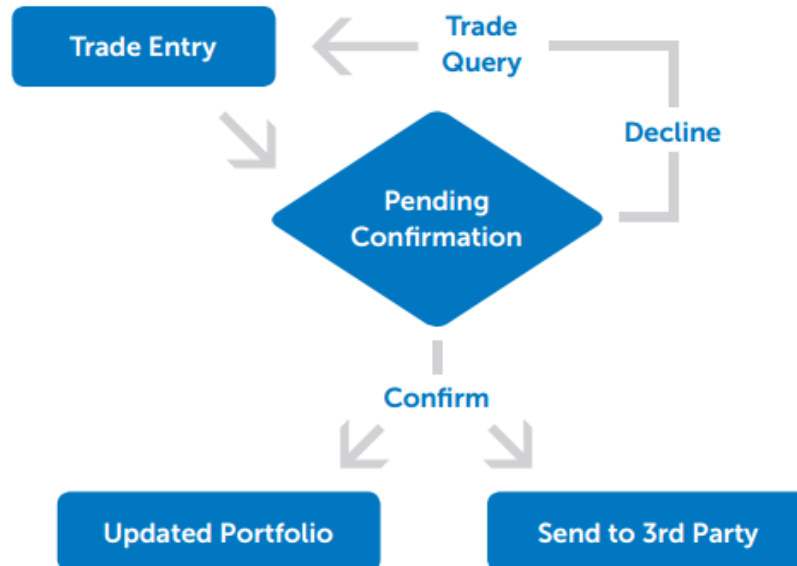 Trade Entry
Trade
Query
Decline
Pending
Confirmation
Confirm
Updated Portfolio
Send to 3rd Party